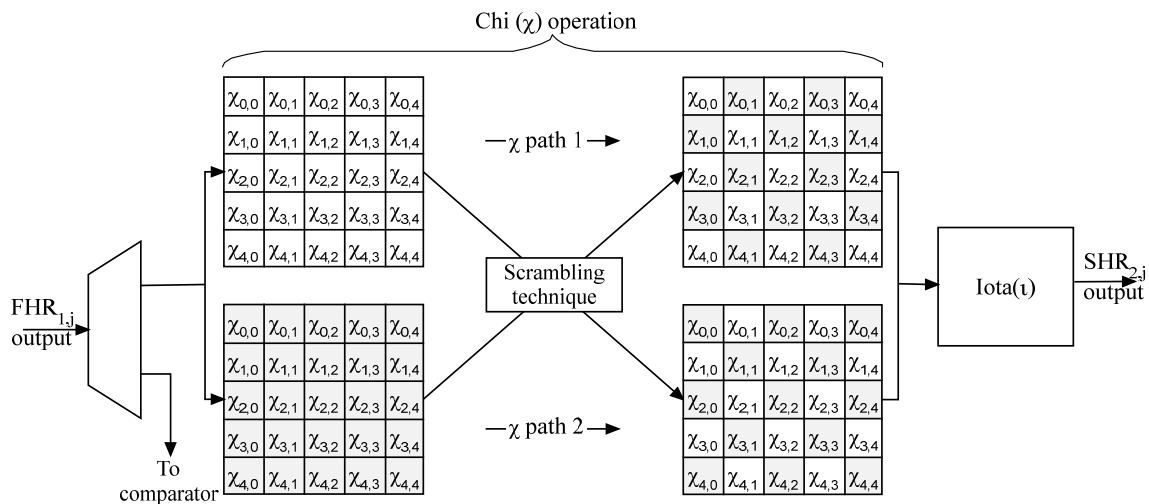 Chi (χ) operation
χ0,0 χ0,1 χ0,2 χ0,3 χ0,4
χ1,0 χ1,1 χ1,2 χ1,3 χ1,4
χ2,0 χ2,1 χ2,2 χ2,3 χ2,4
χ3,0 χ3,1 χ3,2 χ3,3 χ3,4
χ4,0 χ4,1 χ4,2 χ4,3 χ4,4
χ path 1
χ0,0 χ0,1 χ0,2 χ0,3 χ0,4
χ1,0 χ1,1 χ1,2 χ1,3 χ1,4
χ2,0 χ2,1 χ2,2 χ2,3 χ2,4
χ3,0 χ3,1 χ3,2 χ3,3 χ3,4
χ4,0 χ4,1 χ4,2 χ4,3 χ4,4
FHR1,j
output
Scrambling
technique
Iota(ι)
SHR2,j
output
χ0,0 χ0,1 χ0,2 χ0,3 χ0,4
χ1,0 χ1,1 χ1,2 χ1,3 χ1,4
χ2,0 χ2,1 χ2,2 χ2,3 χ2,4
χ3,0 χ3,1 χ3,2 χ3,3 χ3,4
χ4,0 χ4,1 χ4,2 χ4,3 χ4,4
χ path 2
χ0,0 χ0,1 χ0,2 χ0,3 χ0,4
χ1,0 χ1,1 χ1,2 χ1,3 χ1,4
χ2,0 χ2,1 χ2,2 χ2,3 χ2,4
χ3,0 χ3,1 χ3,2 χ3,3 χ3,4
χ4,0 χ4,1 χ4,2 χ4,3 χ4,4
To
comparator